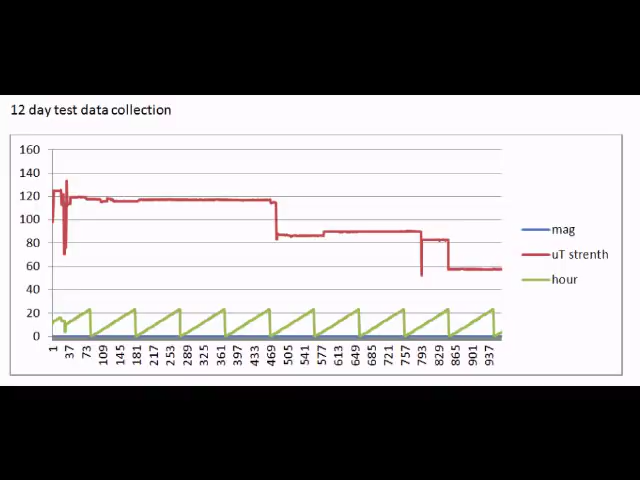 12 day test data collection
160
140
120
100
80
60
40
20
0
mag
uT strenth
hour
1 37 73 109 145 181 217 253 289 325 361 397 433 469 505 541 577 613 649 685 721 757 793 829 865 901 937